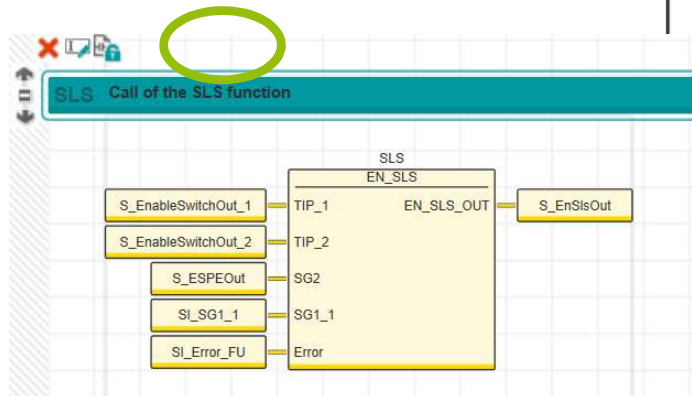 SLS Call of the SLS function
SLS
EN_SLS
S_EnableSwitchOut_1 TIP_1 EN_SLS_OUT S_EnSlsOut
S_EnableSwitchOut_2 TIP_2
S_ESPEOut SG2
SI_SG1_1 SG1_1
SI_Error_FU Error